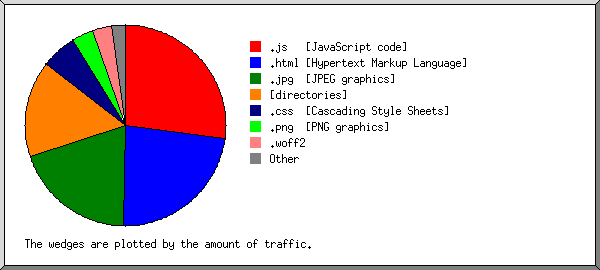 .js [JavaScript code]
.html [Hypertext Markup Language]
.jpg [JPEG graphics]
[directories]
.css [Cascading Style Sheets]
.png [PNG graphics]
.woff2
Other
The wedges are plotted by the amount of traffic.